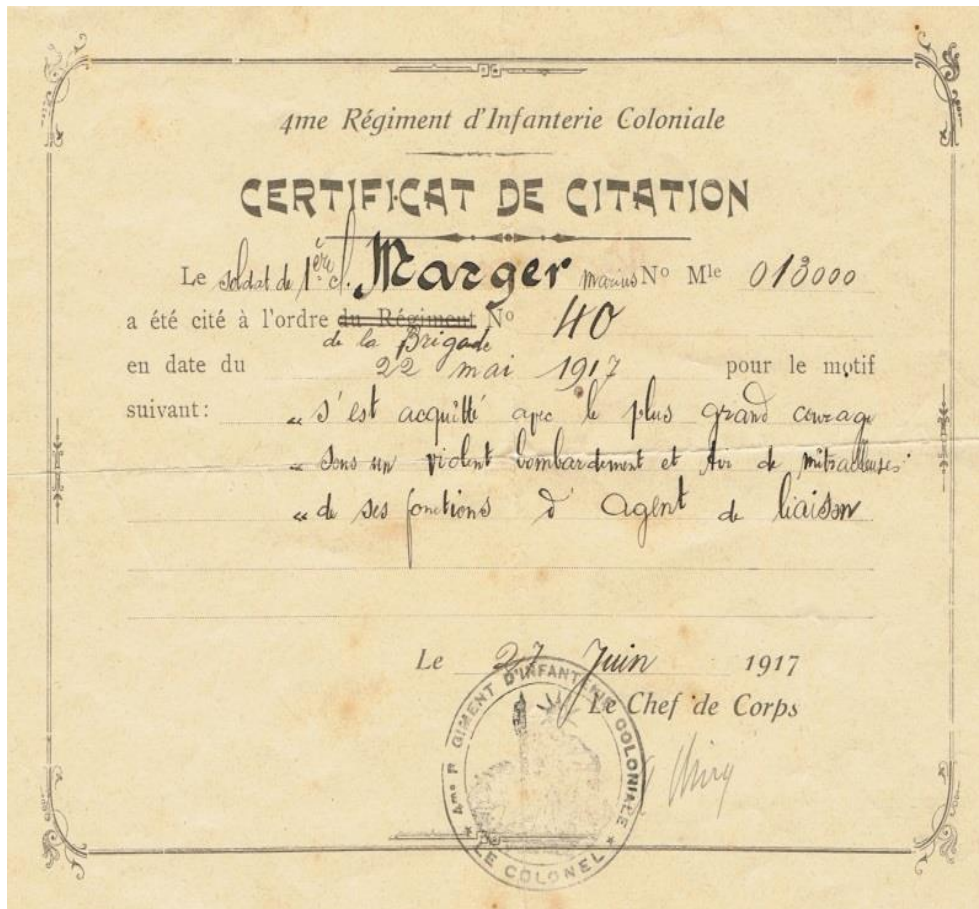 4me Régiment d'Infanterie Coloniale
CERTIFICAT DE CITATION
Le soldat de 1ère cl. Marger Marius No Mle 013000
a été cité à l'ordre du Régiment No 40
de la Brigade
en date du 22 mai 1917 pour le motif
suivant: " s'est acquitté avec le plus grand courage
" sous un violent bombardement et tir de mitrailleuses
" de ses fonctions d'agent de liaison
Le 27 Juin 1917
Le Chef de Corps
4me RÉGIMENT D'INFANTERIE COLONIALE
* LE COLONEL *